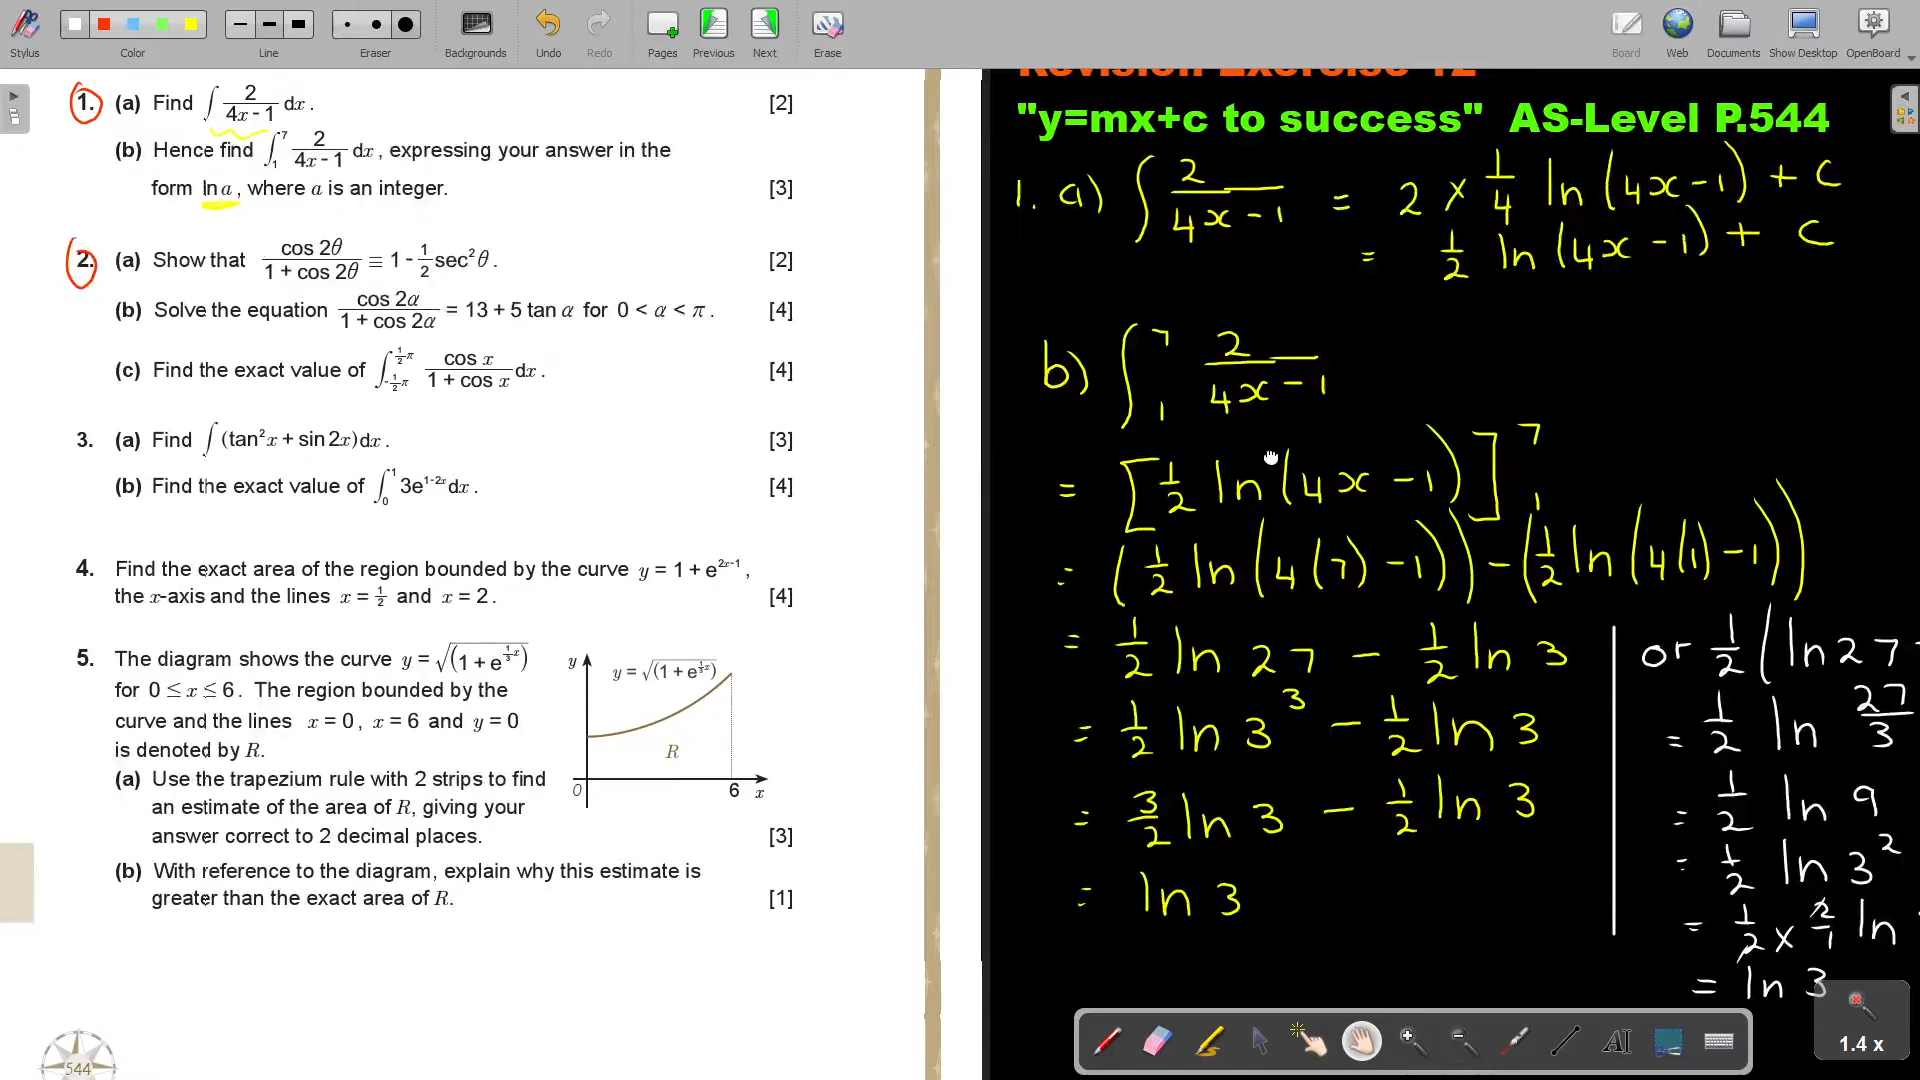 Stylus Color Line Eraser Backgrounds Undo Redo Pages Previous Next Erase Board Web Documents Show Desktop OpenBoard
1. (a) Find ∫ 2/(4x - 1) dx. [2]
(b) Hence find ∫₁⁷ 2/(4x - 1) dx, expressing your answer in the
form ln a, where a is an integer. [3]
2. (a) Show that cos 2θ/(1 + cos 2θ) ≡ 1 - 1/2 sec²θ. [2]
(b) Solve the equation cos 2α/(1 + cos 2α) = 13 + 5 tan α for 0 < α < π. [4]
(c) Find the exact value of ∫_{-1/2 π}^{1/2 π} cos x/(1 + cos x) dx. [4]
3. (a) Find ∫ (tan²x + sin 2x)dx. [3]
(b) Find the exact value of ∫₀¹ 3e^{1-2x} dx. [4]
4. Find the exact area of the region bounded by the curve y = 1 + e^{2x-1},
the x-axis and the lines x = 1/2 and x = 2. [4]
5. The diagram shows the curve y = √(1 + e^{1/3 x})
for 0 ≤ x ≤ 6. The region bounded by the
curve and the lines x = 0, x = 6 and y = 0
is denoted by R.
(a) Use the trapezium rule with 2 strips to find
an estimate of the area of R, giving your
answer correct to 2 decimal places. [3]
(b) With reference to the diagram, explain why this estimate is
greater than the exact area of R. [1]
y
y = √(1 + e^{1/3 x})
R
0 6 x
544
Revision Exercise 12
"y=mx+c to success" AS-Level P.544
1. a) ∫ 2/(4x - 1) = 2 × 1/4 ln(4x - 1) + c
= 1/2 ln(4x - 1) + c
b) ∫₁⁷ 2/(4x - 1)
= [1/2 ln(4x - 1)]₁⁷
= (1/2 ln(4(7) - 1)) - (1/2 ln(4(1) - 1))
= 1/2 ln 27 - 1/2 ln 3
= 1/2 ln 3³ - 1/2 ln 3
= 3/2 ln 3 - 1/2 ln 3
= ln 3
or 1/2 (ln 27 -
= 1/2 ln 27/3
= 1/2 ln 9
= 1/2 ln 3²
= 1/2 × 2/1 ln
= ln 3
1.4 x